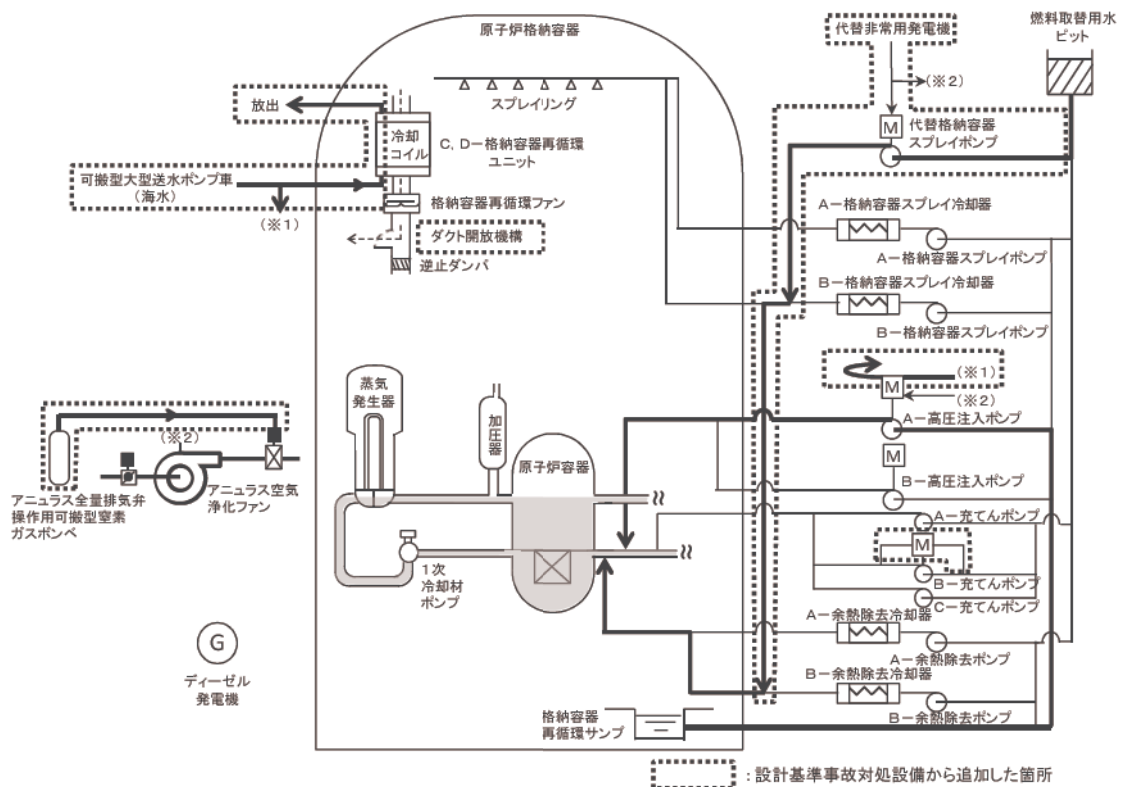 原子炉格納容器
代替非常用発電機
燃料取替用水
ピット
(※2)
放出
スプレイリング
冷却
コイル
C，D－格納容器再循環
ユニット
M
代替格納容器
スプレイポンプ
可搬型大型送水ポンプ車
(海水)
(※1)
格納容器再循環ファン
ダクト開放機構
逆止ダンパ
A－格納容器スプレイ冷却器
A－格納容器スプレイポンプ
B－格納容器スプレイ冷却器
B－格納容器スプレイポンプ
(※1)
M
(※2)
A－高圧注入ポンプ
M
B－高圧注入ポンプ
蒸気
発生器
加圧器
原子炉容器
(※2)
アニュラス全量排気弁
操作用可搬型窒素
ガスボンベ
アニュラス空気
浄化ファン
1次
冷却材
ポンプ
A－充てんポンプ
M
B－充てんポンプ
C－充てんポンプ
A－余熱除去冷却器
A－余熱除去ポンプ
B－余熱除去冷却器
B－余熱除去ポンプ
G
ディーゼル
発電機
格納容器
再循環サンプ
：設計基準事故対処設備から追加した箇所